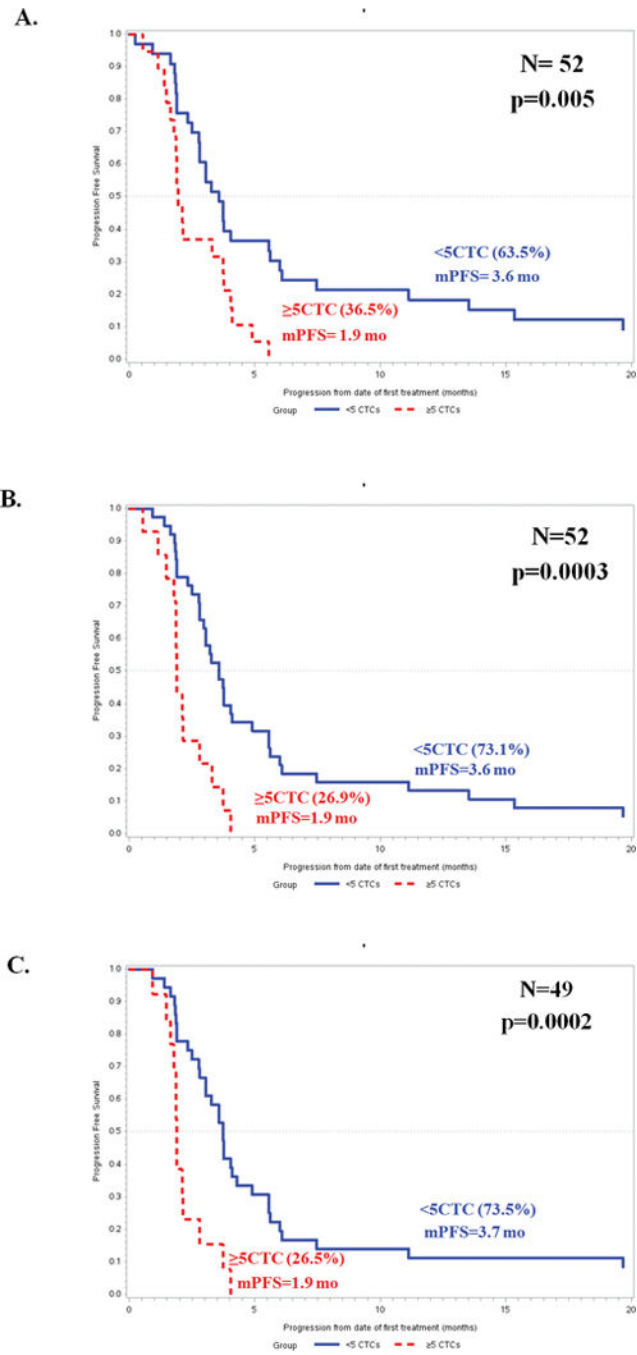 A.
N= 52
p=0.005
Progression Free Survival
1.0
0.9
0.8
0.7
0.6
0.5
0.4
0.3
0.2
0.1
0.0
<5CTC (63.5%)
mPFS= 3.6 mo
≥5CTC (36.5%)
mPFS= 1.9 mo
0 5 10 15 20
Progression from date of first treatment (months)
Group <5 CTCs ≥5 CTCs
B.
N=52
p=0.0003
Progression Free Survival
1.0
0.9
0.8
0.7
0.6
0.5
0.4
0.3
0.2
0.1
0.0
<5CTC (73.1%)
mPFS=3.6 mo
≥5CTC (26.9%)
mPFS=1.9 mo
0 5 10 15 20
Progression from date of first treatment (months)
Group <5 CTCs ≥5 CTCs
C.
N=49
p=0.0002
Progression Free Survival
1.0
0.9
0.8
0.7
0.6
0.5
0.4
0.3
0.2
0.1
0.0
<5CTC (73.5%)
mPFS=3.7 mo
≥5CTC (26.5%)
mPFS=1.9 mo
0 5 10 15 20
Progression from date of first treatment (months)
Group <5 CTCs ≥5 CTCs